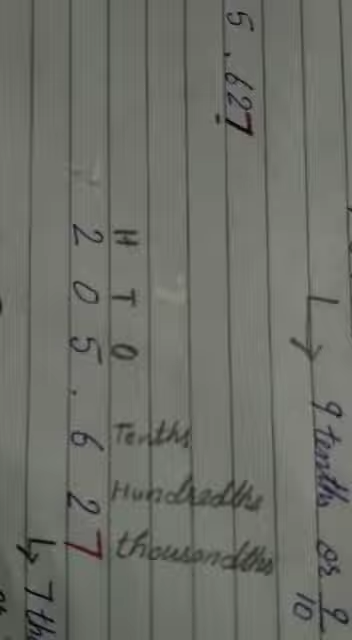 ↳ 9 tenths or 9/10
5.627
H T O Tenths Hundredths thousandths
2 0 5 . 6 2 7
↳ 7 th